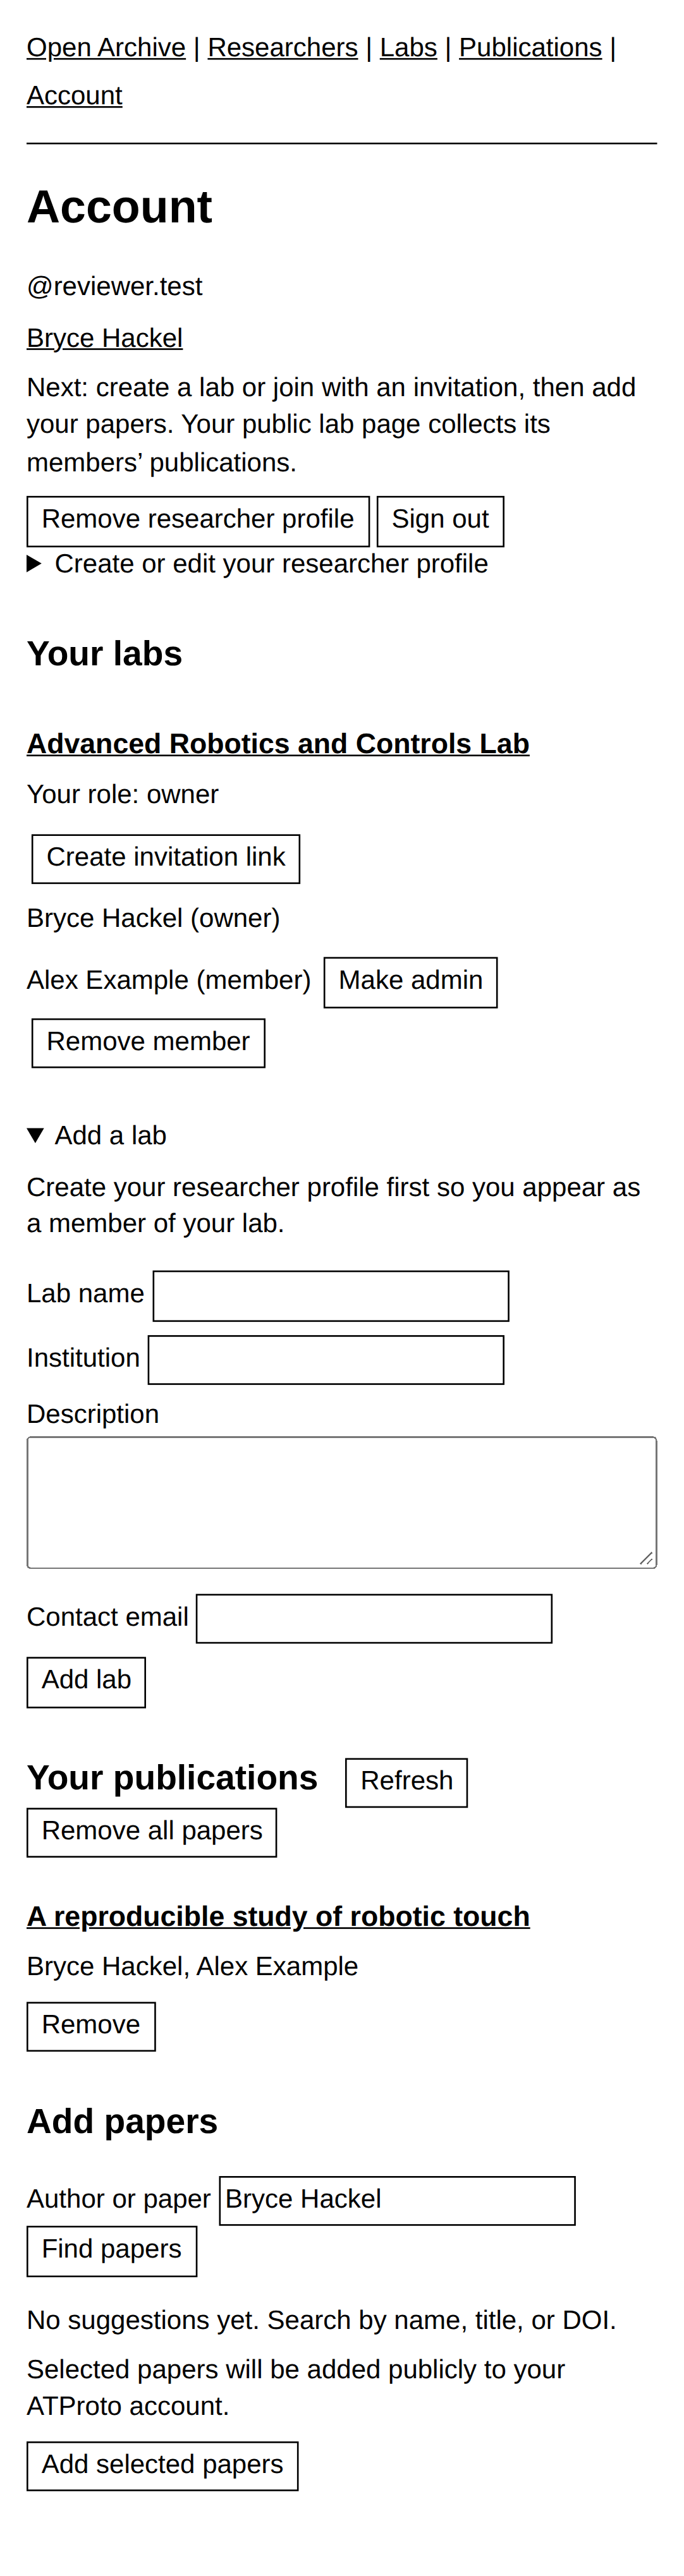 Open Archive | Researchers | Labs | Publications |
Account
Account
@reviewer.test
Bryce Hackel
Next: create a lab or join with an invitation, then add
your papers. Your public lab page collects its
members’ publications.
Remove researcher profile Sign out
Create or edit your researcher profile
Your labs
Advanced Robotics and Controls Lab
Your role: owner
Create invitation link
Bryce Hackel (owner)
Alex Example (member) Make admin
Remove member
Add a lab
Create your researcher profile first so you appear as
a member of your lab.
Lab name
Institution
Description
Contact email
Add lab
Your publications Refresh
Remove all papers
A reproducible study of robotic touch
Bryce Hackel, Alex Example
Remove
Add papers
Author or paper Bryce Hackel
Find papers
No suggestions yet. Search by name, title, or DOI.
Selected papers will be added publicly to your
ATProto account.
Add selected papers